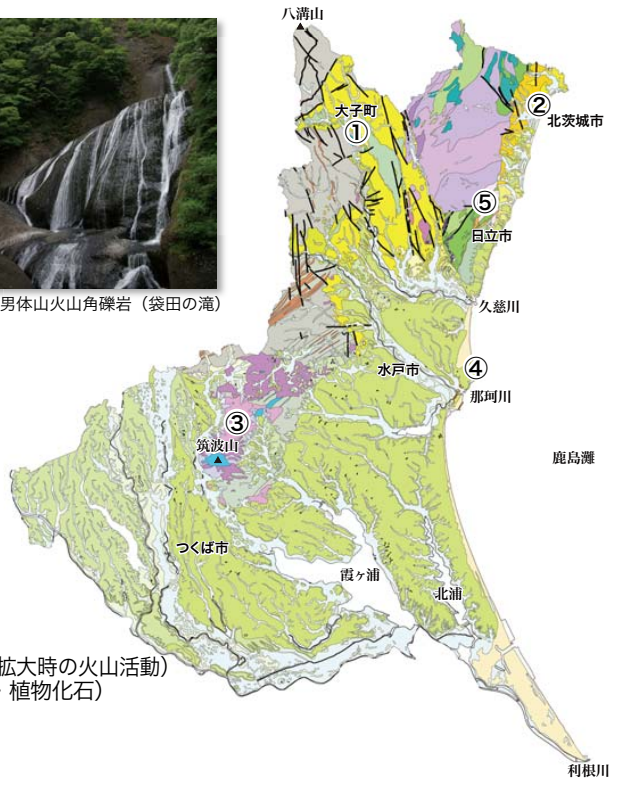 八溝山
大子町
①
②
北茨城市
⑤
日立市
男体山火山角礫岩（袋田の滝）
久慈川
水戸市
④
那珂川
③
筑波山
鹿島灘
つくば市
霞ヶ浦
北浦
拡大時の火山活動）
植物化石）
利根川